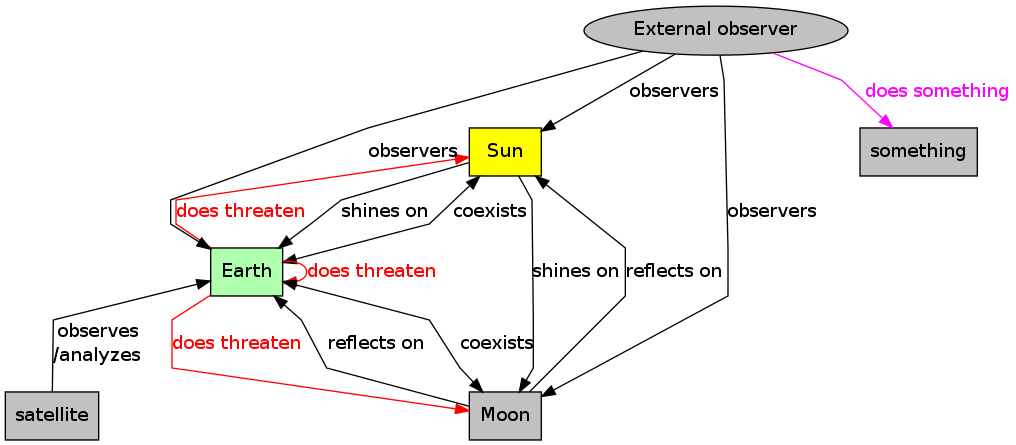 External observer
observers
does something
observers
Sun
something
does threaten
shines on
coexists
observers
Earth
does threaten
shines on
reflects on
observes
/analyzes
does threaten
reflects on
coexists
satellite
Moon